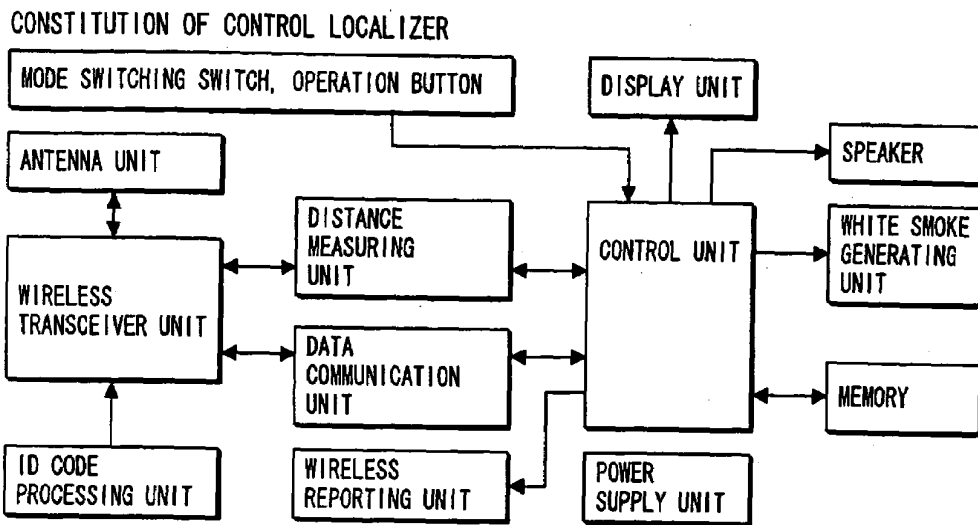 CONSTITUTION OF CONTROL LOCALIZER
MODE SWITCHING SWITCH, OPERATION BUTTON
DISPLAY UNIT
ANTENNA UNIT
SPEAKER
DISTANCE
MEASURING
UNIT
CONTROL UNIT
WHITE SMOKE
GENERATING
UNIT
WIRELESS
TRANSCEIVER UNIT
DATA
COMMUNICATION
UNIT
MEMORY
ID CODE
PROCESSING UNIT
WIRELESS
REPORTING UNIT
POWER
SUPPLY UNIT